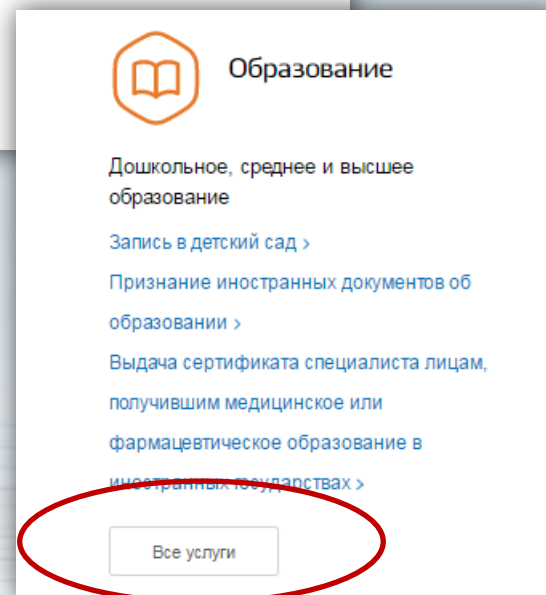 Образование
Дошкольное, среднее и высшее
образование
Запись в детский сад >
Признание иностранных документов об
образовании >
Выдача сертификата специалиста лицам,
получившим медицинское или
фармацевтическое образование в
иностранных государствах >
Все услуги